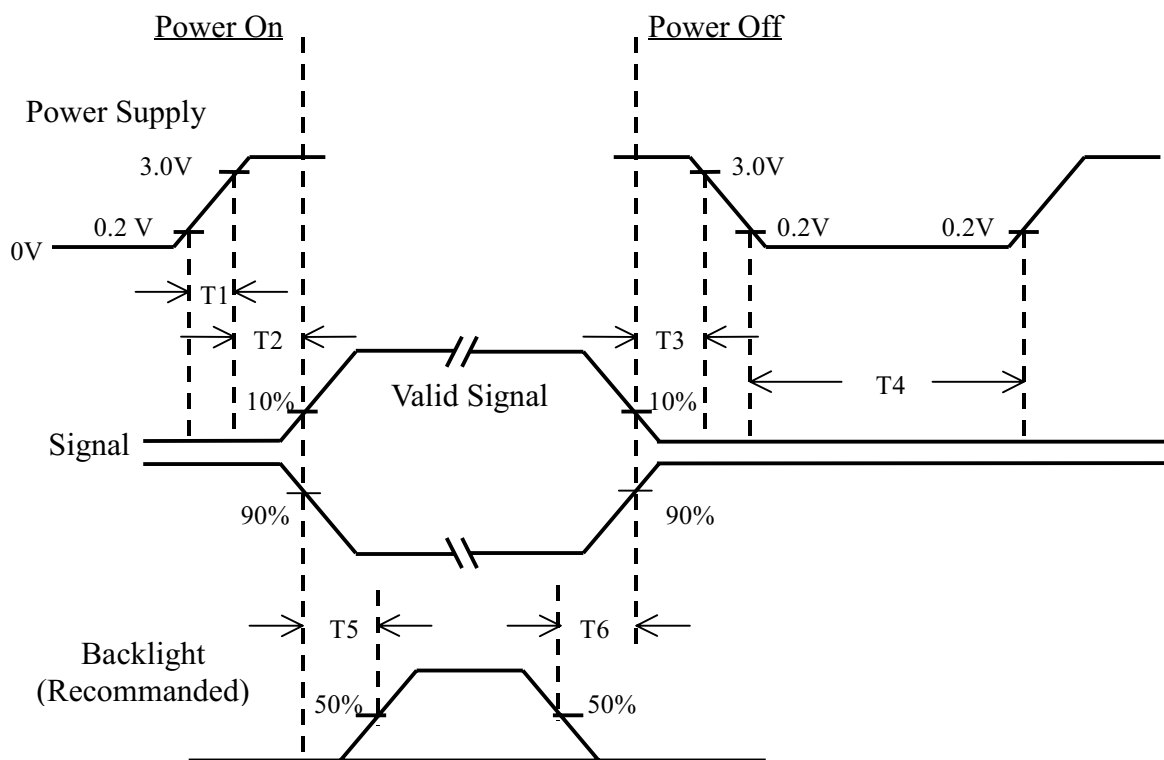 Power On
Power Off
Power Supply
3.0V
3.0V
0.2 V
0.2V
0.2V
0V
T1
T2
T3
T4
10%
Valid Signal
10%
Signal
90%
90%
T5
T6
Backlight
(Recommanded)
50%
50%